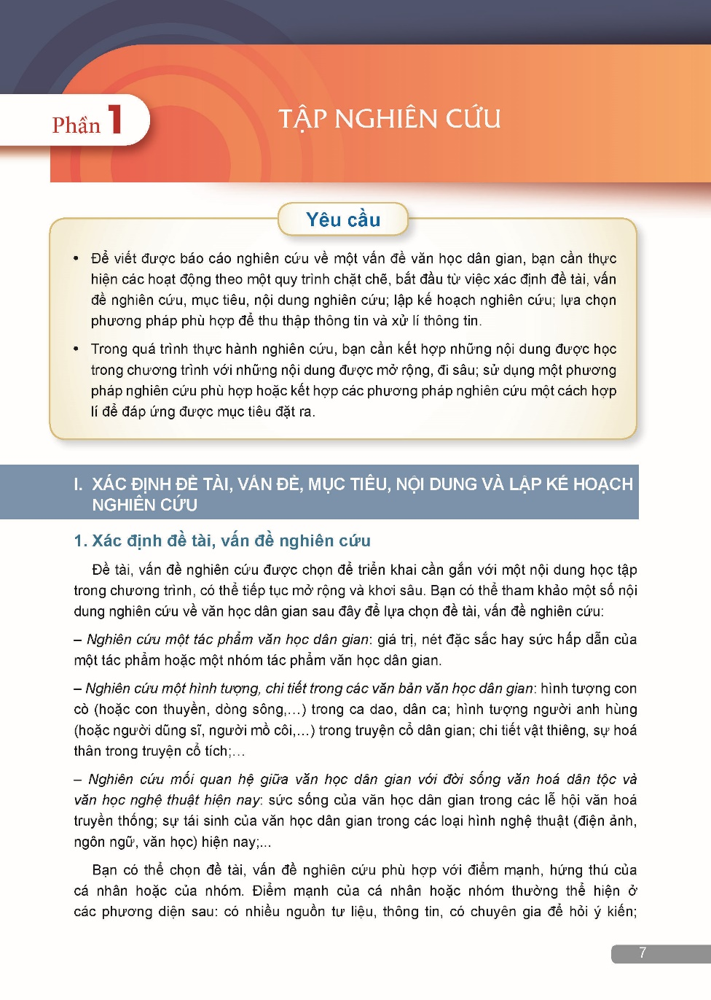 Phần 1
TẬP NGHIÊN CỨU
Yêu cầu
• Để viết được báo cáo nghiên cứu về một vấn đề văn học dân gian, bạn cần thực
hiện các hoạt động theo một quy trình chặt chẽ, bắt đầu từ việc xác định đề tài, vấn
đề nghiên cứu, mục tiêu, nội dung nghiên cứu; lập kế hoạch nghiên cứu; lựa chọn
phương pháp phù hợp để thu thập thông tin và xử lí thông tin.
• Trong quá trình thực hành nghiên cứu, bạn cần kết hợp những nội dung được học
trong chương trình với những nội dung được mở rộng, đi sâu; sử dụng một phương
pháp nghiên cứu phù hợp hoặc kết hợp các phương pháp nghiên cứu một cách hợp
lí để đáp ứng được mục tiêu đặt ra.
I. XÁC ĐỊNH ĐỀ TÀI, VẤN ĐỀ, MỤC TIÊU, NỘI DUNG VÀ LẬP KẾ HOẠCH
NGHIÊN CỨU
1. Xác định đề tài, vấn đề nghiên cứu
Đề tài, vấn đề nghiên cứu được chọn để triển khai cần gắn với một nội dung học tập
trong chương trình, có thể tiếp tục mở rộng và khơi sâu. Bạn có thể tham khảo một số nội
dung nghiên cứu về văn học dân gian sau đây để lựa chọn đề tài, vấn đề nghiên cứu:
– Nghiên cứu một tác phẩm văn học dân gian: giá trị, nét đặc sắc hay sức hấp dẫn của
một tác phẩm hoặc một nhóm tác phẩm văn học dân gian.
– Nghiên cứu một hình tượng, chi tiết trong các văn bản văn học dân gian: hình tượng con
cò (hoặc con thuyền, dòng sông,...) trong ca dao, dân ca; hình tượng người anh hùng
(hoặc người dũng sĩ, người mồ côi,...) trong truyện cổ dân gian; chi tiết vật thiêng, sự hoá
thân trong truyện cổ tích;...
– Nghiên cứu mối quan hệ giữa văn học dân gian với đời sống văn hoá dân tộc và
văn học nghệ thuật hiện nay: sức sống của văn học dân gian trong các lễ hội văn hoá
truyền thống; sự tái sinh của văn học dân gian trong các loại hình nghệ thuật (điện ảnh,
ngôn ngữ, văn học) hiện nay;...
Bạn có thể chọn đề tài, vấn đề nghiên cứu phù hợp với điểm mạnh, hứng thú của
cá nhân hoặc của nhóm. Điểm mạnh của cá nhân hoặc nhóm thường thể hiện ở
các phương diện sau: có nhiều nguồn tư liệu, thông tin, có chuyên gia để hỏi ý kiến;
7